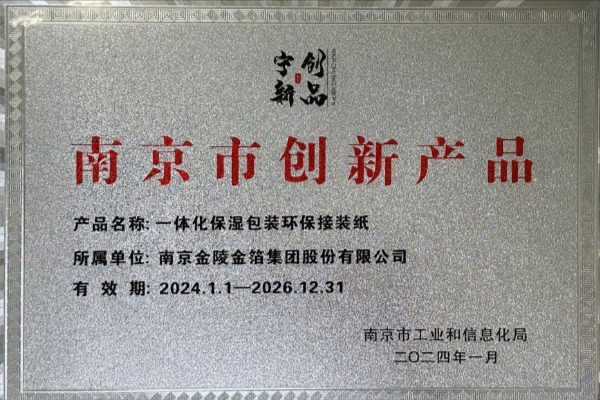 宁创
新品
南京市创新产品
产品名称: 一体化保湿包装环保接装纸
所属单位: 南京金陵金箔集团股份有限公司
有 效 期: 2024.1.1—2026.12.31
南京市工业和信息化局
二〇二四年一月